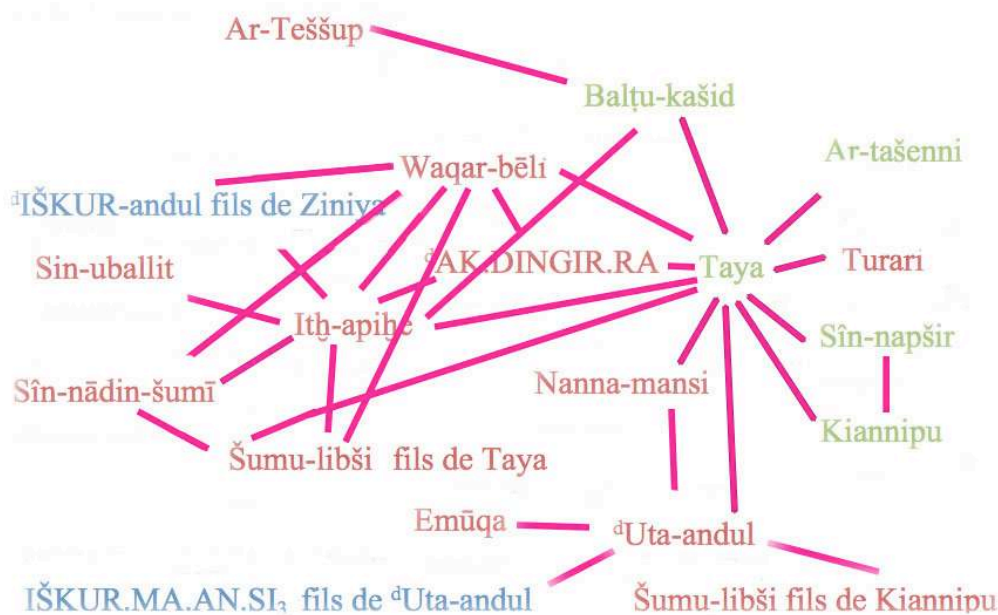 Ar-Teššup
Balṭu-kašid
Ar-tašenni
Waqar-bēli
ᵈIŠKUR-andul fils de Ziniya
Sin-uballit
ᵈAK.DINGIR.RA
Taya
Turari
Itḫ-apiḫe
Sîn-napšir
Sîn-nādin-šumī
Nanna-mansi
Kiannipu
Šumu-libši fils de Taya
Emūqa
ᵈUta-andul
IŠKUR.MA.AN.SI₃ fils de ᵈUta-andul
Šumu-libši fils de Kiannipu